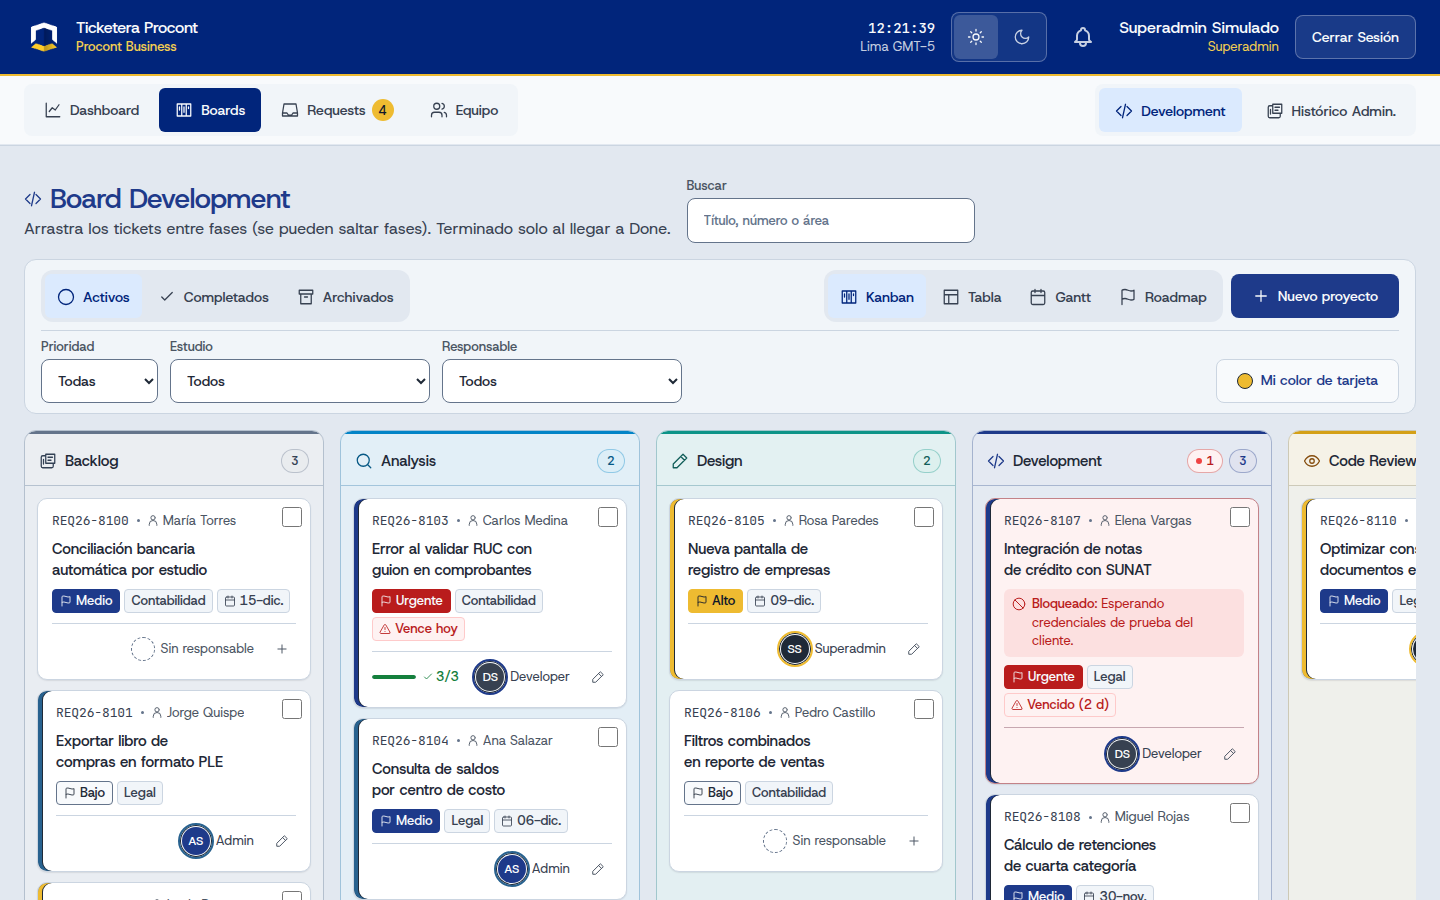 Ticketera Procont
Procont Business
12:21:39
Lima GMT-5
Superadmin Simulado
Superadmin
Cerrar Sesión
Dashboard
Boards
Requests 4
Equipo
Development
Histórico Admin.
Board Development
Arrastra los tickets entre fases (se pueden saltar fases). Terminado solo al llegar a Done.
Buscar
Título, número o área
Activos
Completados
Archivados
Kanban
Tabla
Gantt
Roadmap
Nuevo proyecto
Prioridad
Todas
Estudio
Todos
Responsable
Todos
Mi color de tarjeta
Backlog 3
REQ26-8100 • María Torres
Conciliación bancaria
automática por estudio
Medio Contabilidad 15-dic.
Sin responsable +
REQ26-8101 • Jorge Quispe
Exportar libro de
compras en formato PLE
Bajo Legal
AS Admin
Analysis 2
REQ26-8103 • Carlos Medina
Error al validar RUC con
guion en comprobantes
Urgente Contabilidad
Vence hoy
3/3 DS Developer
REQ26-8104 • Ana Salazar
Consulta de saldos
por centro de costo
Medio Legal 06-dic.
AS Admin
Design 2
REQ26-8105 • Rosa Paredes
Nueva pantalla de
registro de empresas
Alto 09-dic.
SS Superadmin
REQ26-8106 • Pedro Castillo
Filtros combinados
en reporte de ventas
Bajo Contabilidad
Sin responsable +
Development 1 3
REQ26-8107 • Elena Vargas
Integración de notas
de crédito con SUNAT
Bloqueado: Esperando
credenciales de prueba del
cliente.
Urgente Legal
Vencido (2 d)
DS Developer
REQ26-8108 • Miguel Rojas
Cálculo de retenciones
de cuarta categoría
Medio 30-nov.
Code Review
REQ26-8110 •
Optimizar
documentos
Medio